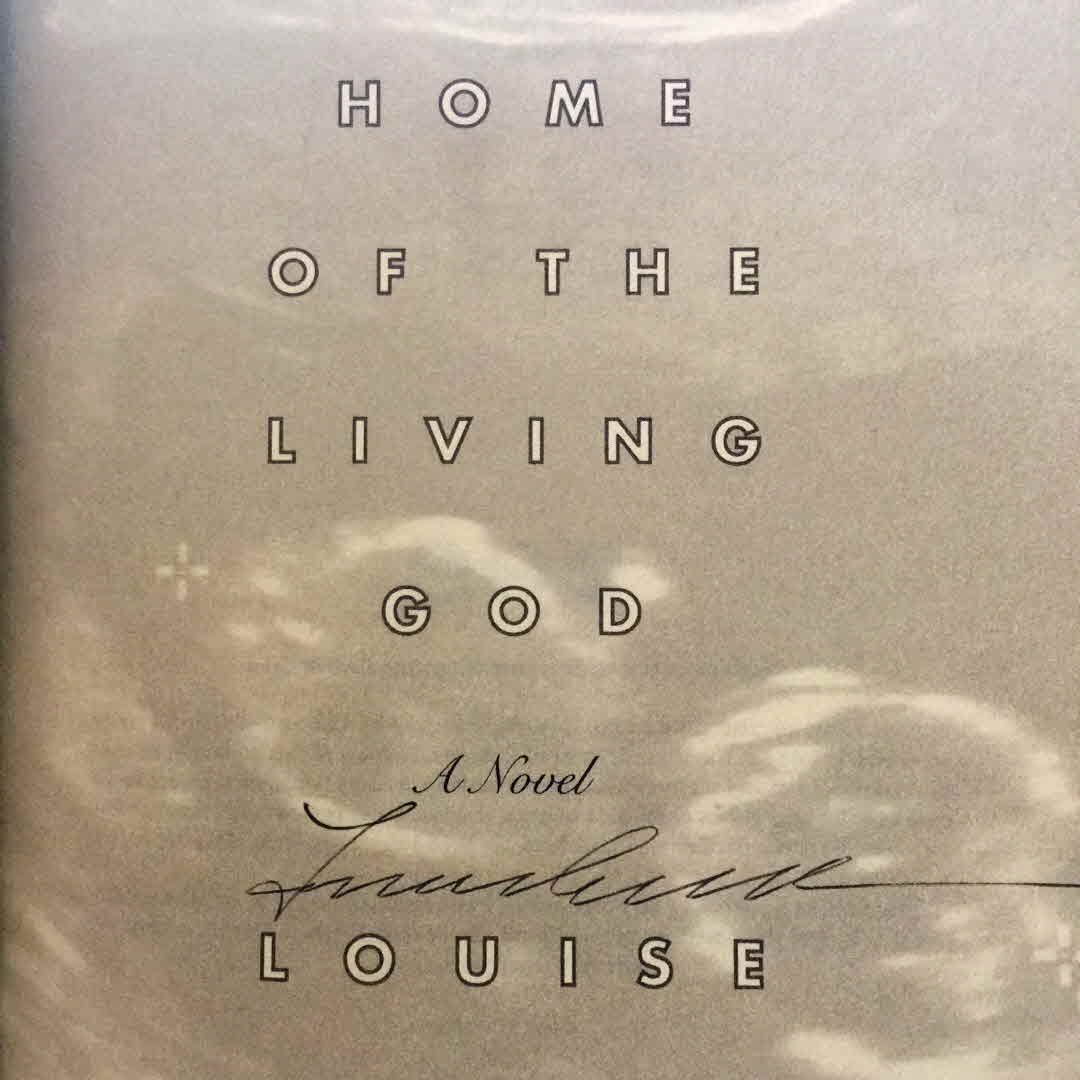 HOME
OF THE
LIVING
GOD
A Novel
LOUISE